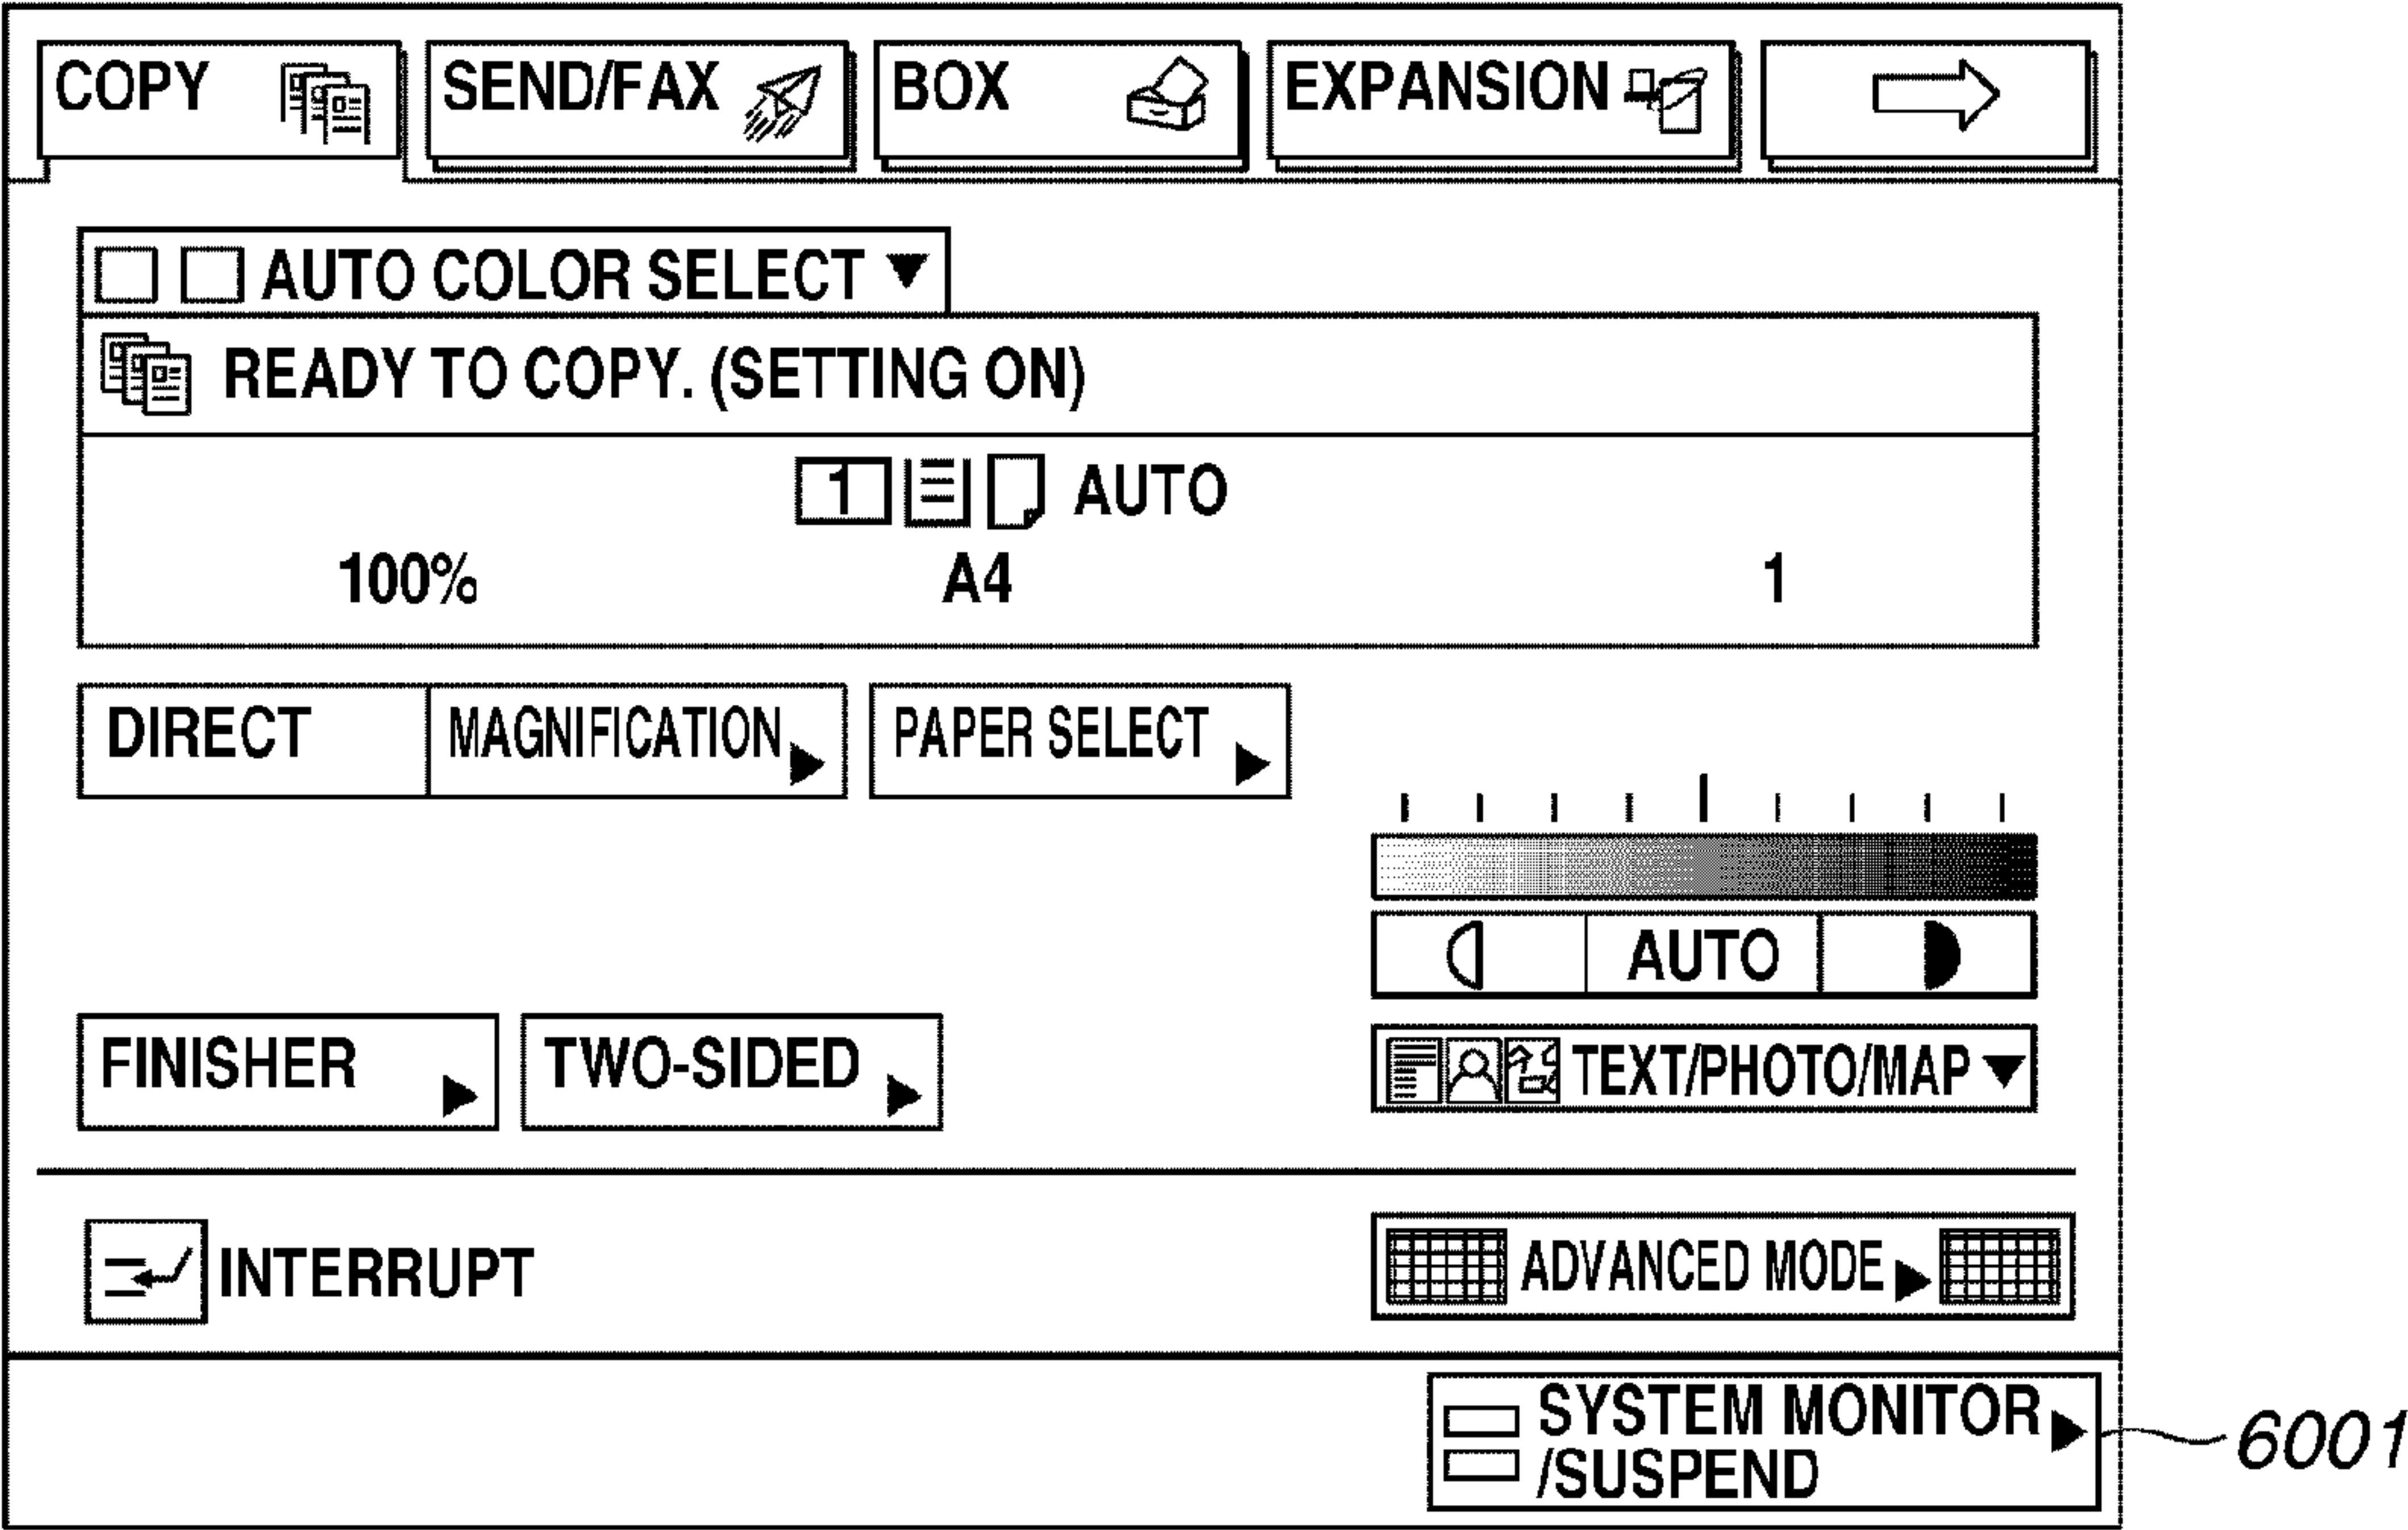 COPY SEND/FAX BOX EXPANSION
AUTO COLOR SELECT
READY TO COPY. (SETTING ON)
1 AUTO
100% A4 1
DIRECT MAGNIFICATION PAPER SELECT
AUTO
FINISHER TWO-SIDED TEXT/PHOTO/MAP
INTERRUPT ADVANCED MODE
SYSTEM MONITOR
/SUSPEND
6001